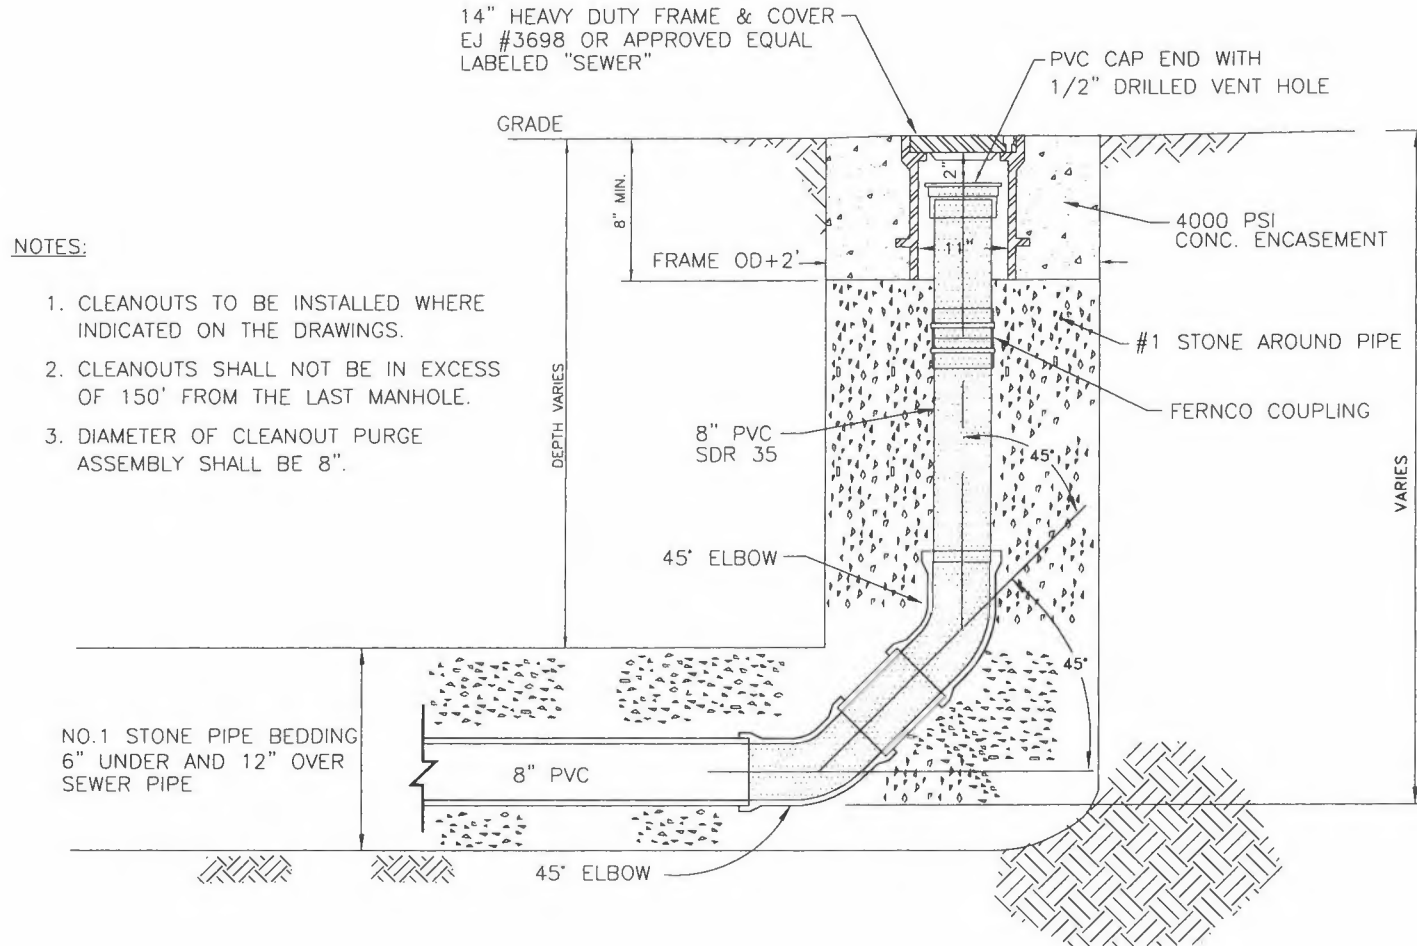 14" HEAVY DUTY FRAME & COVER
EJ #3698 OR APPROVED EQUAL
LABELED "SEWER"
PVC CAP END WITH
1/2" DRILLED VENT HOLE
GRADE
2"
8" MIN.
4000 PSI
CONC. ENCASEMENT
11"
FRAME OD+2'
NOTES:
1. CLEANOUTS TO BE INSTALLED WHERE
INDICATED ON THE DRAWINGS.
2. CLEANOUTS SHALL NOT BE IN EXCESS
OF 150' FROM THE LAST MANHOLE.
3. DIAMETER OF CLEANOUT PURGE
ASSEMBLY SHALL BE 8".
#1 STONE AROUND PIPE
FERNCO COUPLING
DEPTH VARIES
8" PVC
SDR 35
45°
VARIES
45° ELBOW
45°
NO.1 STONE PIPE BEDDING
6" UNDER AND 12" OVER
SEWER PIPE
8" PVC
45° ELBOW